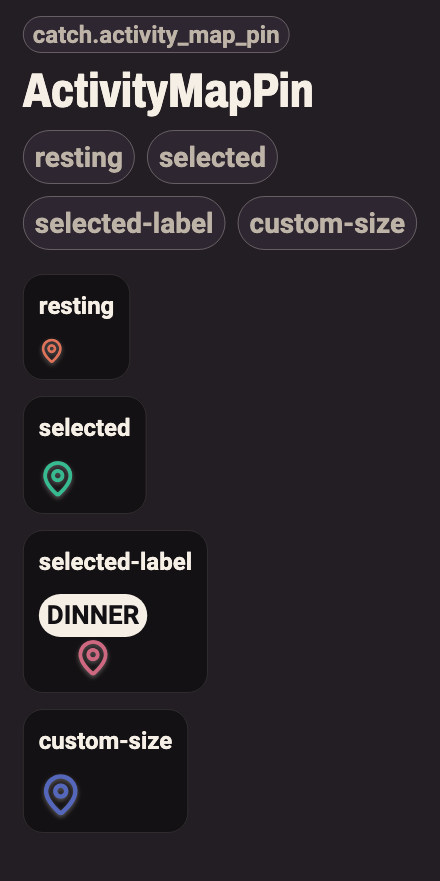 catch.activity_map_pin
ActivityMapPin
resting selected
selected-label custom-size
resting
selected
selected-label
DINNER
custom-size